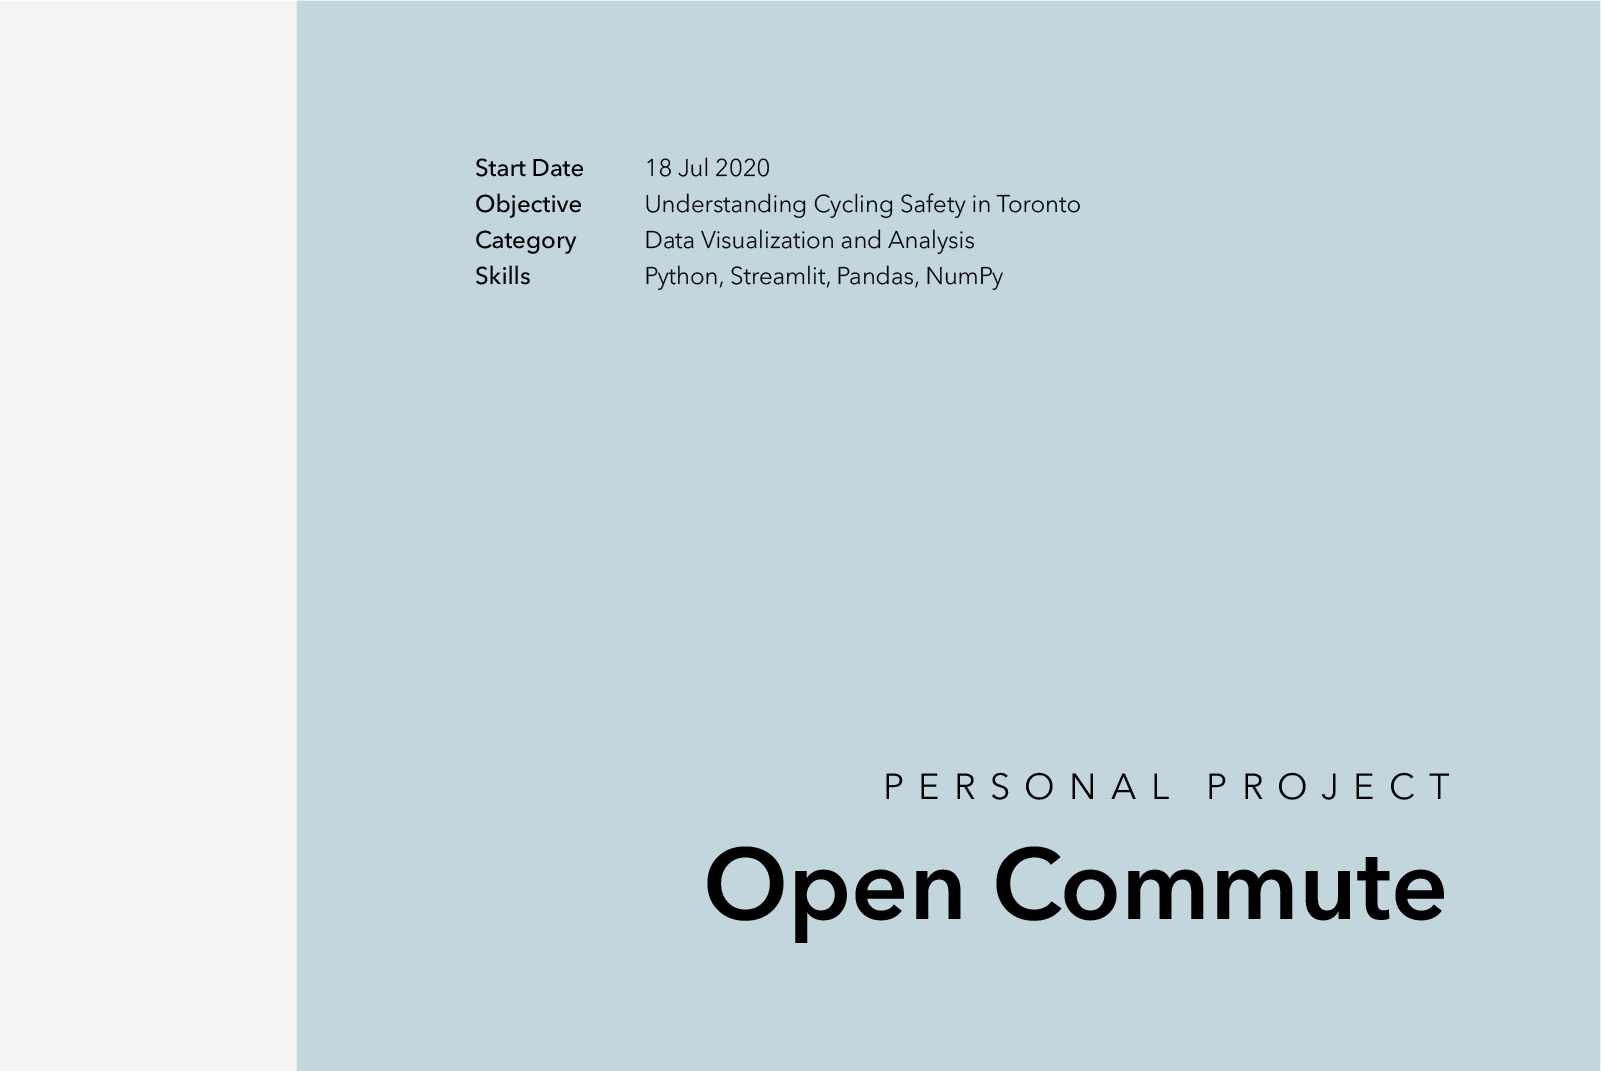 Start Date 18 Jul 2020
Objective Understanding Cycling Safety in Toronto
Category Data Visualization and Analysis
Skills Python, Streamlit, Pandas, NumPy
PERSONAL PROJECT
Open Commute